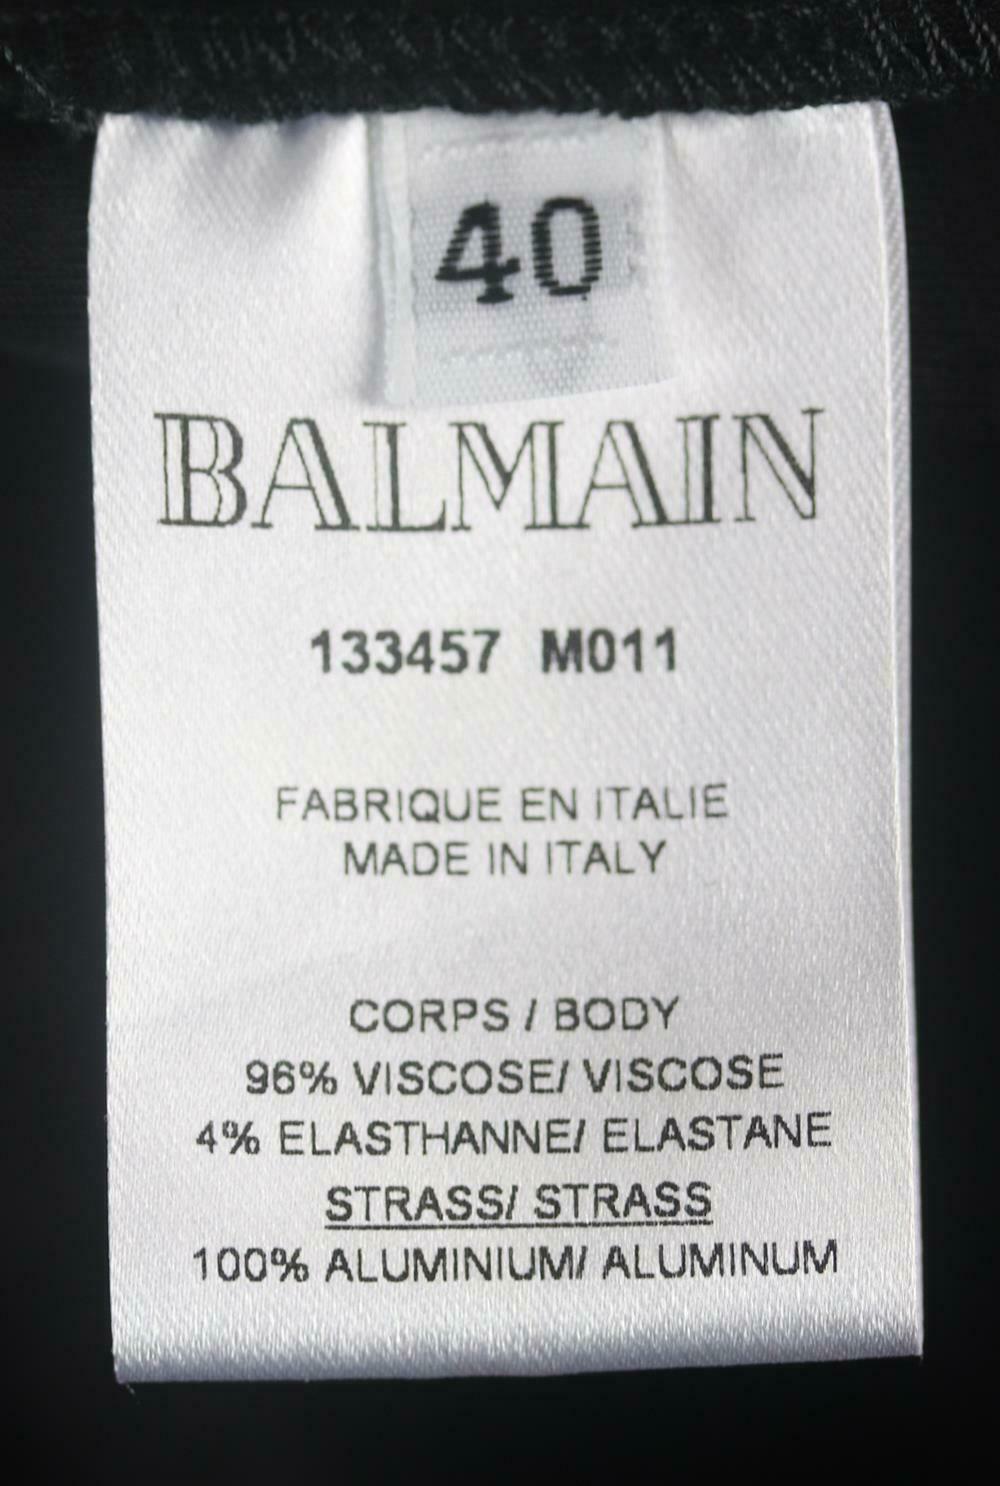 40
BALMAIN
133457 M011
FABRIQUE EN ITALIE
MADE IN ITALY
CORPS / BODY
96% VISCOSE/ VISCOSE
4% ELASTHANNE/ ELASTANE
STRASS/ STRASS
100% ALUMINIUM/ ALUMINUM